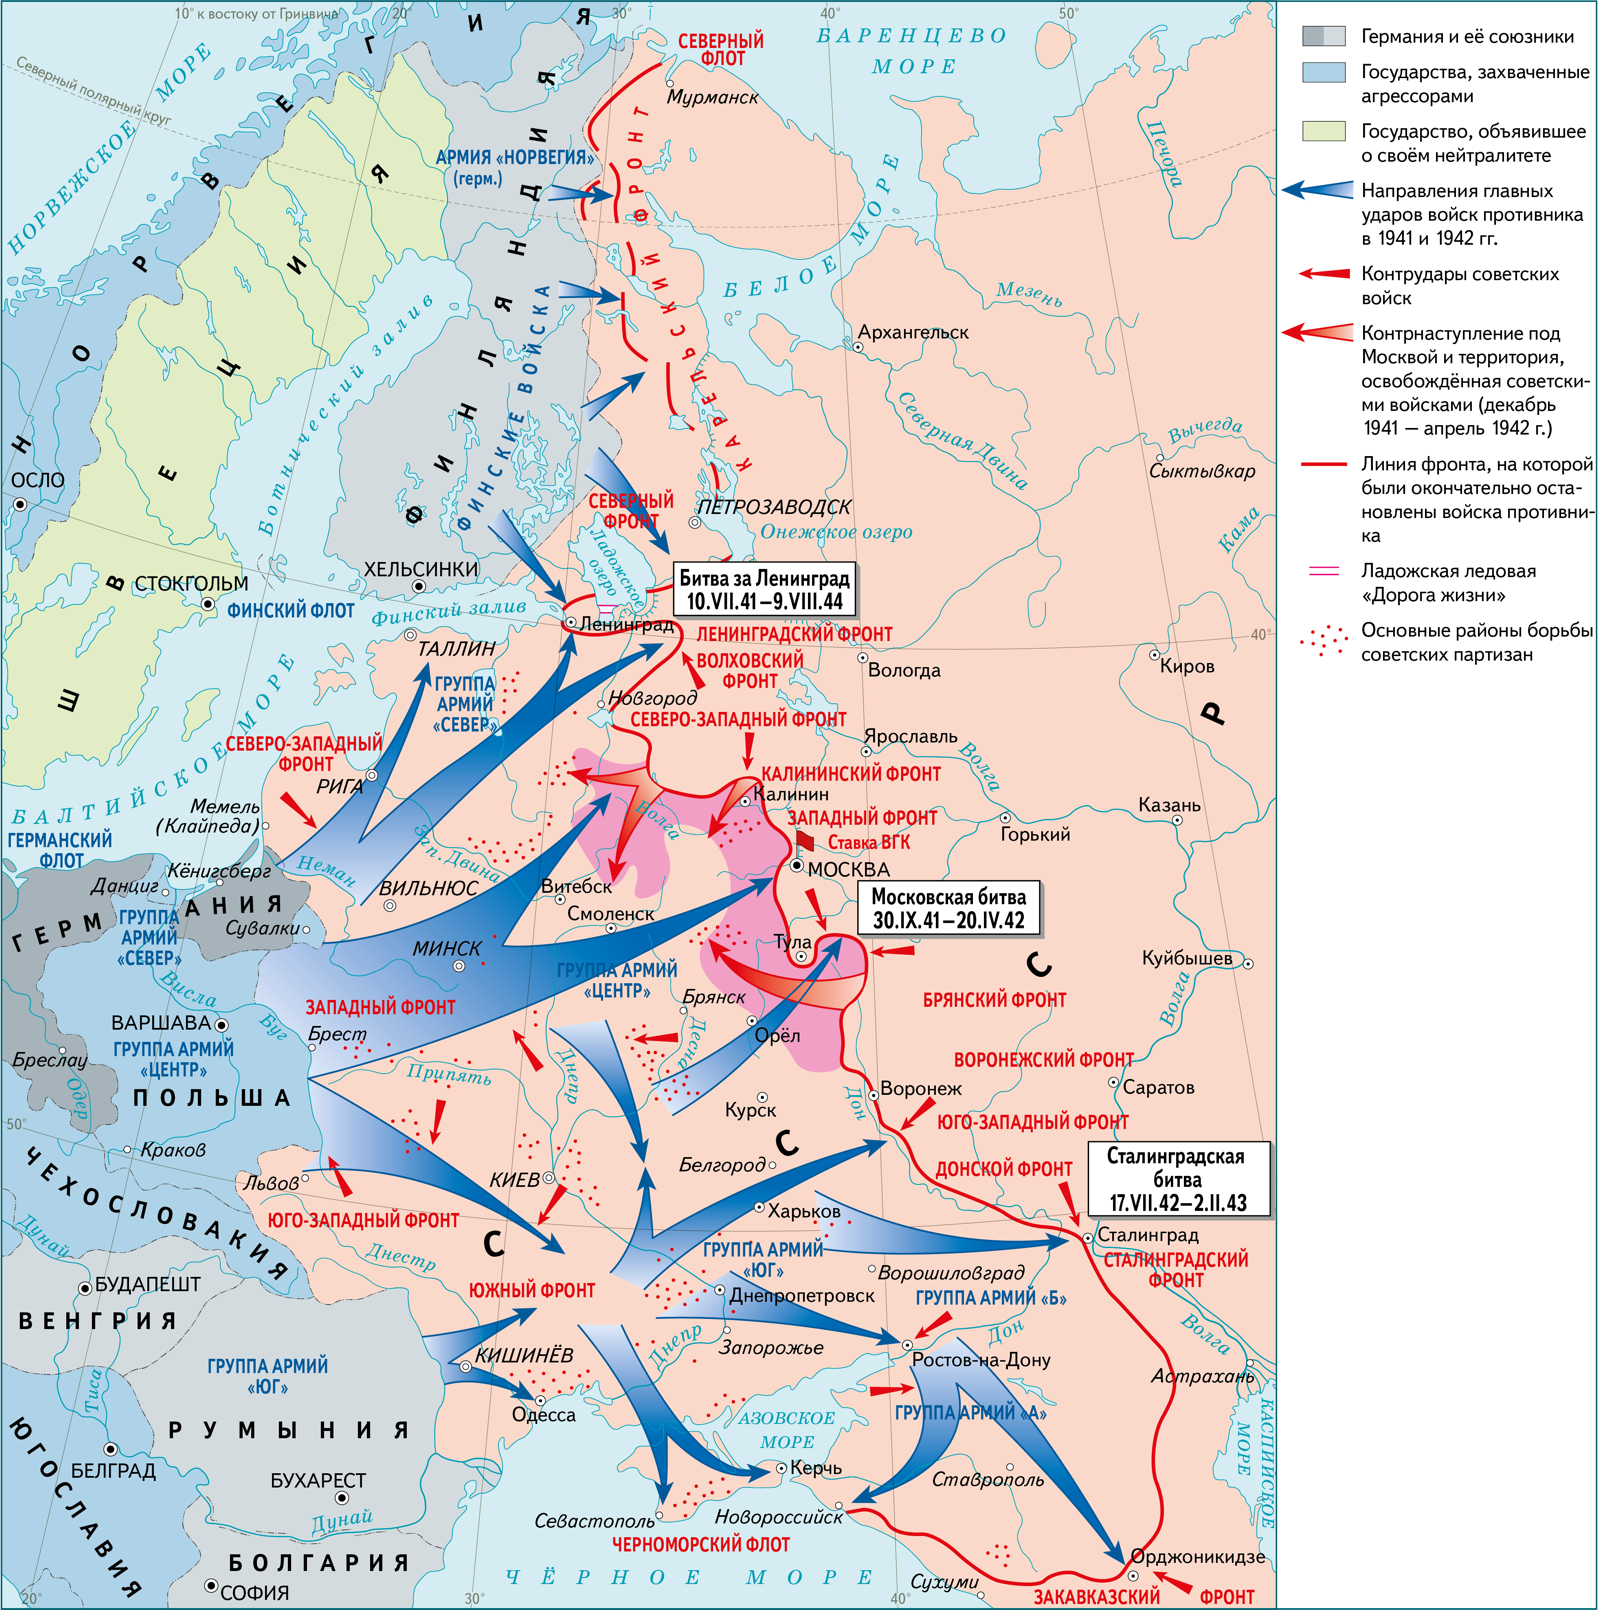 10° к востоку от Гринвича
20°
30°
40°
50°
Северный полярный круг
НОРВЕЖСКОЕ МОРЕ
НОРВЕГИЯ
ШВЕЦИЯ
ФИНЛЯНДИЯ
БАРЕНЦЕВО
МОРЕ
СЕВЕРНЫЙ
ФЛОТ
Мурманск
АРМИЯ «НОРВЕГИЯ»
(герм.)
КАРЕЛЬСКИЙ ФРОНТ
ФИНСКИЕ ВОЙСКА
БЕЛОЕ МОРЕ
Печора
Мезень
Архангельск
Северная Двина
Вычегда
Сыктывкар
Кама
Ботнический залив
ОСЛО
СТОКГОЛЬМ
ХЕЛЬСИНКИ
ФИНСКИЙ ФЛОТ
Финский залив
СЕВЕРНЫЙ
ФРОНТ
ПЕТРОЗАВОДСК
Онежское озеро
Ладожское
озеро
Битва за Ленинград
10.VII.41–9.VIII.44
Ленинград
ЛЕНИНГРАДСКИЙ ФРОНТ
ВОЛХОВСКИЙ
ФРОНТ
40°
Вологда
Киров
ТАЛЛИН
ГРУППА
АРМИЙ
«СЕВЕР»
Новгород
СЕВЕРО-ЗАПАДНЫЙ ФРОНТ
БАЛТИЙСКОЕ МОРЕ
СЕВЕРО-ЗАПАДНЫЙ
ФРОНТ
РИГА
Ярославль
Волга
КАЛИНИНСКИЙ ФРОНТ
Калинин
Волга
Мемель
(Клайпеда)
ЗАПАДНЫЙ ФРОНТ
Ставка ВГК
МОСКВА
Горький
Казань
ГЕРМАНСКИЙ
ФЛОТ
Кёнигсберг
Данциг
Неман
Зап. Двина
ВИЛЬНЮС
Витебск
Смоленск
Московская битва
30.IX.41–20.IV.42
ГЕРМАНИЯ
ГРУППА
АРМИЙ
«СЕВЕР»
Сувалки
МИНСК
ГРУППА АРМИЙ
«ЦЕНТР»
Тула
Куйбышев
Волга
Висла
Буг
ЗАПАДНЫЙ ФРОНТ
Брянск
БРЯНСКИЙ ФРОНТ
ВАРШАВА
Брест
Орёл
Десна
ГРУППА АРМИЙ
«ЦЕНТР»
Бреслау
Одер
ПОЛЬША
Припять
Днепр
ВОРОНЕЖСКИЙ ФРОНТ
Воронеж
Дон
Саратов
Курск
ЮГО-ЗАПАДНЫЙ ФРОНТ
50°
Краков
Львов
КИЕВ
Белгород
ДОНСКОЙ ФРОНТ
Сталинградская
битва
17.VII.42–2.II.43
СССР
ЧЕХОСЛОВАКИЯ
ЮГО-ЗАПАДНЫЙ ФРОНТ
Харьков
Сталинград
СТАЛИНГРАДСКИЙ
ФРОНТ
Дунай
Днестр
ГРУППА АРМИЙ
«ЮГ»
Ворошиловград
БУДАПЕШТ
ЮЖНЫЙ ФРОНТ
Днепропетровск
ГРУППА АРМИЙ «Б»
ВЕНГРИЯ
Днепр
Запорожье
Дон
Волга
КИШИНЁВ
Ростов-на-Дону
Астрахань
ГРУППА АРМИЙ
«ЮГ»
Тиса
Одесса
АЗОВСКОЕ
МОРЕ
ГРУППА АРМИЙ «А»
КАСПИЙСКОЕ
МОРЕ
РУМЫНИЯ
ЮГОСЛАВИЯ
БЕЛГРАД
БУХАРЕСТ
Керчь
Ставрополь
Дунай
Севастополь
Новороссийск
ЧЕРНОМОРСКИЙ ФЛОТ
БОЛГАРИЯ
СОФИЯ
ЧЁРНОЕ МОРЕ
Сухуми
Орджоникидзе
ЗАКАВКАЗСКИЙ ФРОНТ
20°
30°
40°
Германия и её союзники
Государства, захваченные
агрессорами
Государство, объявившее
о своём нейтралитете
Направления главных
ударов войск противника
в 1941 и 1942 гг.
Контрудары советских
войск
Контрнаступление под
Москвой и территория,
освобождённая советски-
ми войсками (декабрь
1941 — апрель 1942 г.)
Линия фронта, на которой
были окончательно оста-
новлены войска противни-
ка
Ладожская ледовая
«Дорога жизни»
Основные районы борьбы
советских партизан